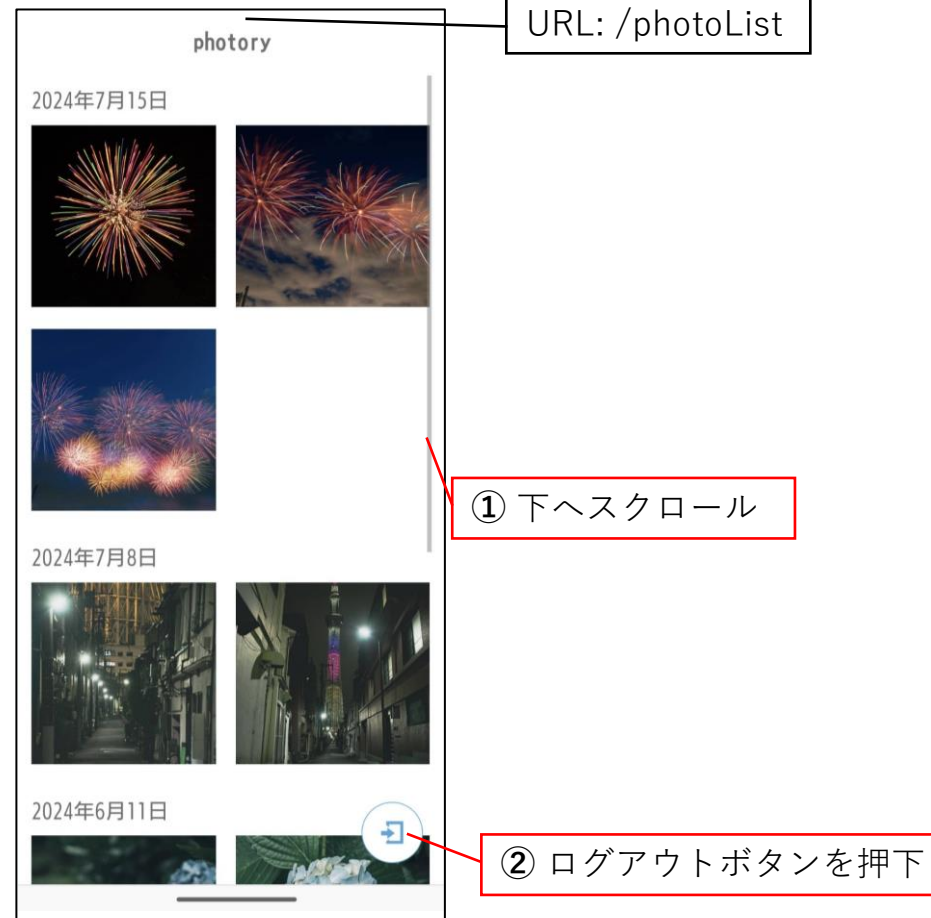 URL: /photoList
photory
2024年7月15日
① 下へスクロール
2024年7月8日
2024年6月11日
② ログアウトボタンを押下